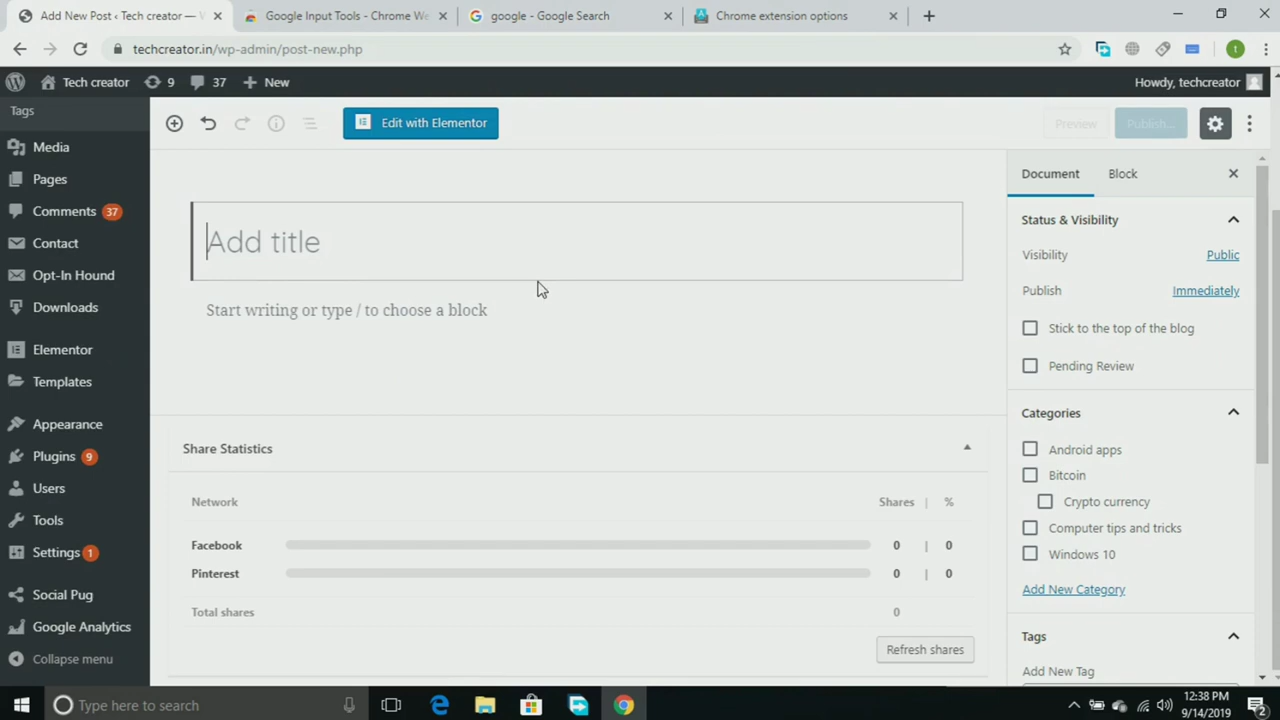 Add New Post ‹ Tech creator — W
Google Input Tools - Chrome We
google - Google Search
Chrome extension options
techcreator.in/wp-admin/post-new.php
t
Tech creator
9
37
New
Howdy, techcreator
Tags
Media
Pages
Comments 37
Contact
Opt-In Hound
Downloads
Elementor
Templates
Appearance
Plugins 9
Users
Tools
Settings 1
Social Pug
Google Analytics
Collapse menu
Edit with Elementor
Preview
Publish...
Add title
Start writing or type / to choose a block
Share Statistics
Network
Shares | %
Facebook 0 | 0
Pinterest 0 | 0
Total shares 0
Refresh shares
Document
Block
Status & Visibility
Visibility Public
Publish Immediately
Stick to the top of the blog
Pending Review
Categories
Android apps
Bitcoin
Crypto currency
Computer tips and tricks
Windows 10
Add New Category
Tags
Add New Tag
Type here to search
12:38 PM
9/14/2019
2